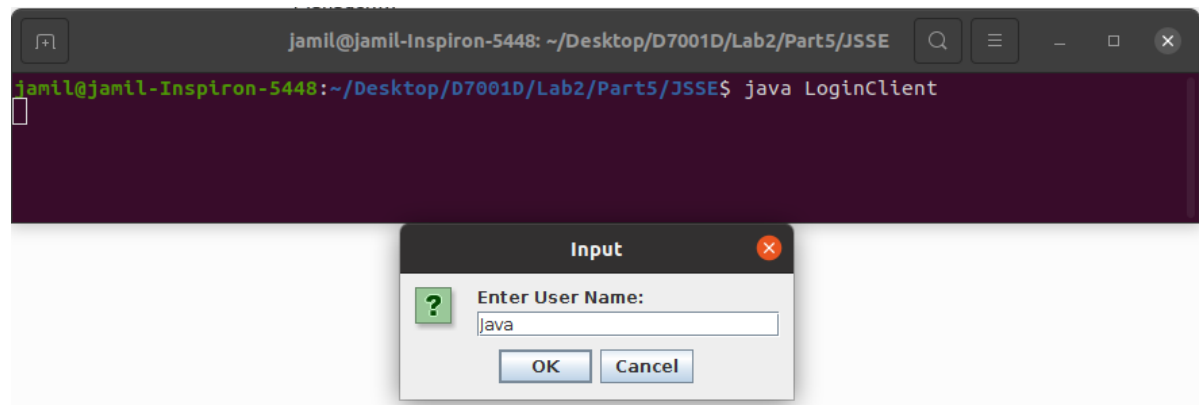 jamil@jamil-Inspiron-5448: ~/Desktop/D7001D/Lab2/Part5/JSSE
jamil@jamil-Inspiron-5448:~/Desktop/D7001D/Lab2/Part5/JSSE$ java LoginClient
Input
Enter User Name:
Java
OK Cancel